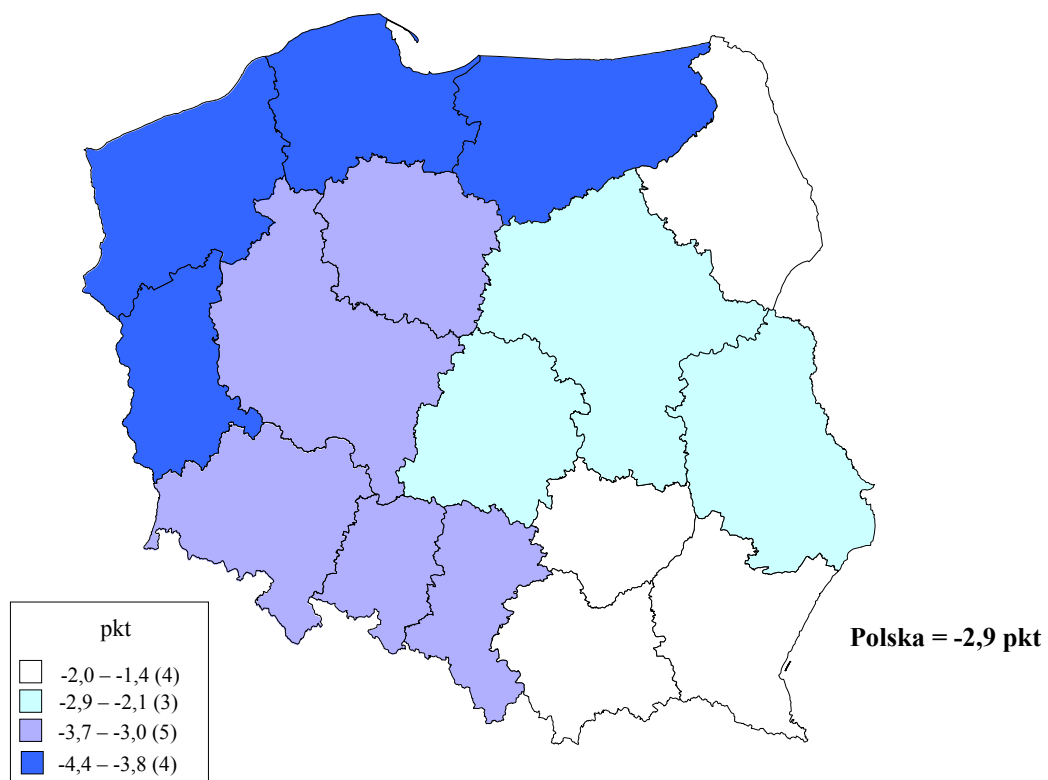 pkt
-2,0 – -1,4 (4)
-2,9 – -2,1 (3)
-3,7 – -3,0 (5)
-4,4 – -3,8 (4)
Polska = -2,9 pkt